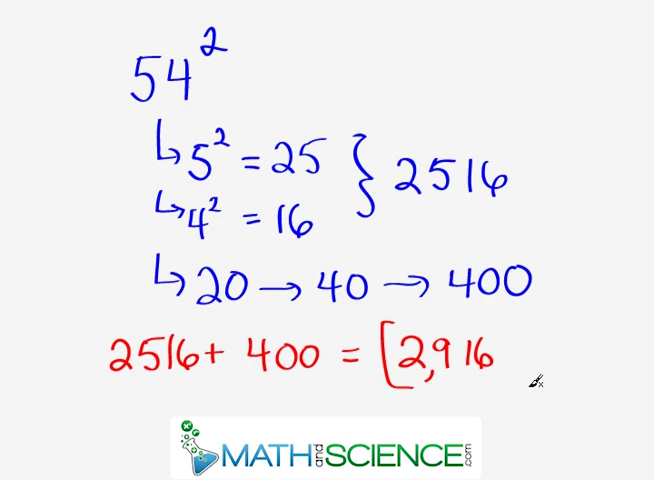 54²
↳ 5² = 25 } 2516
↳ 4² = 16
↳ 20 → 40 → 400
2516 + 400 = [2,916
MATH and SCIENCE .com